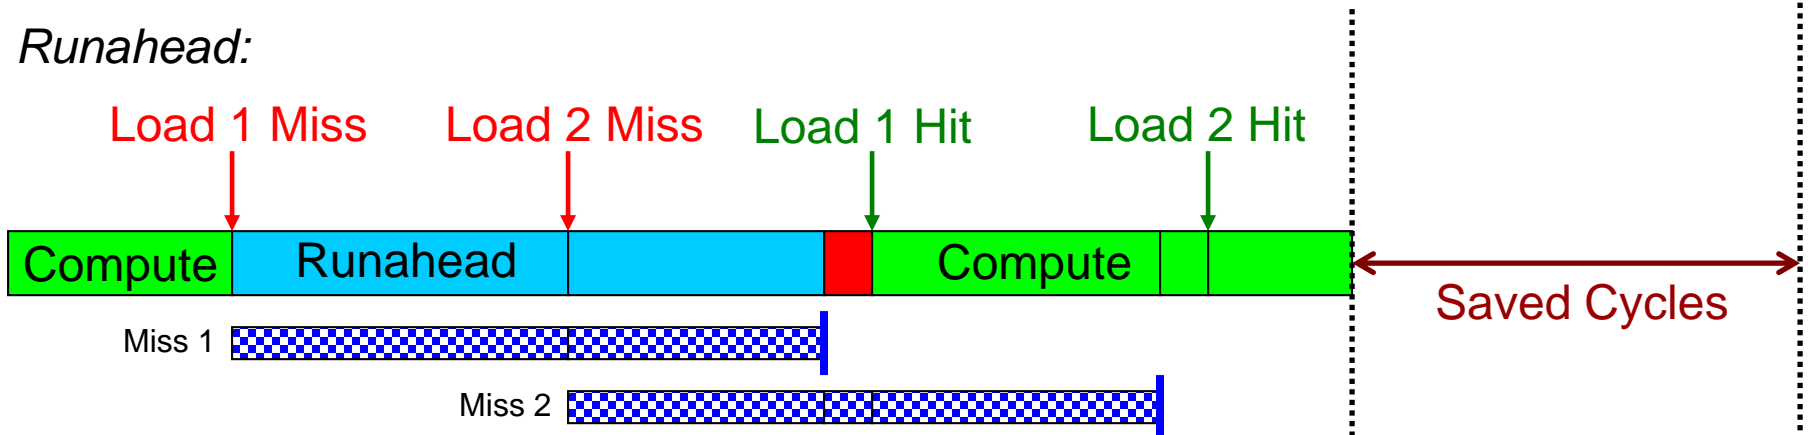 Runahead:
Load 1 Miss
Load 2 Miss
Load 1 Hit
Load 2 Hit
Compute
Runahead
Compute
Saved Cycles
Miss 1
Miss 2